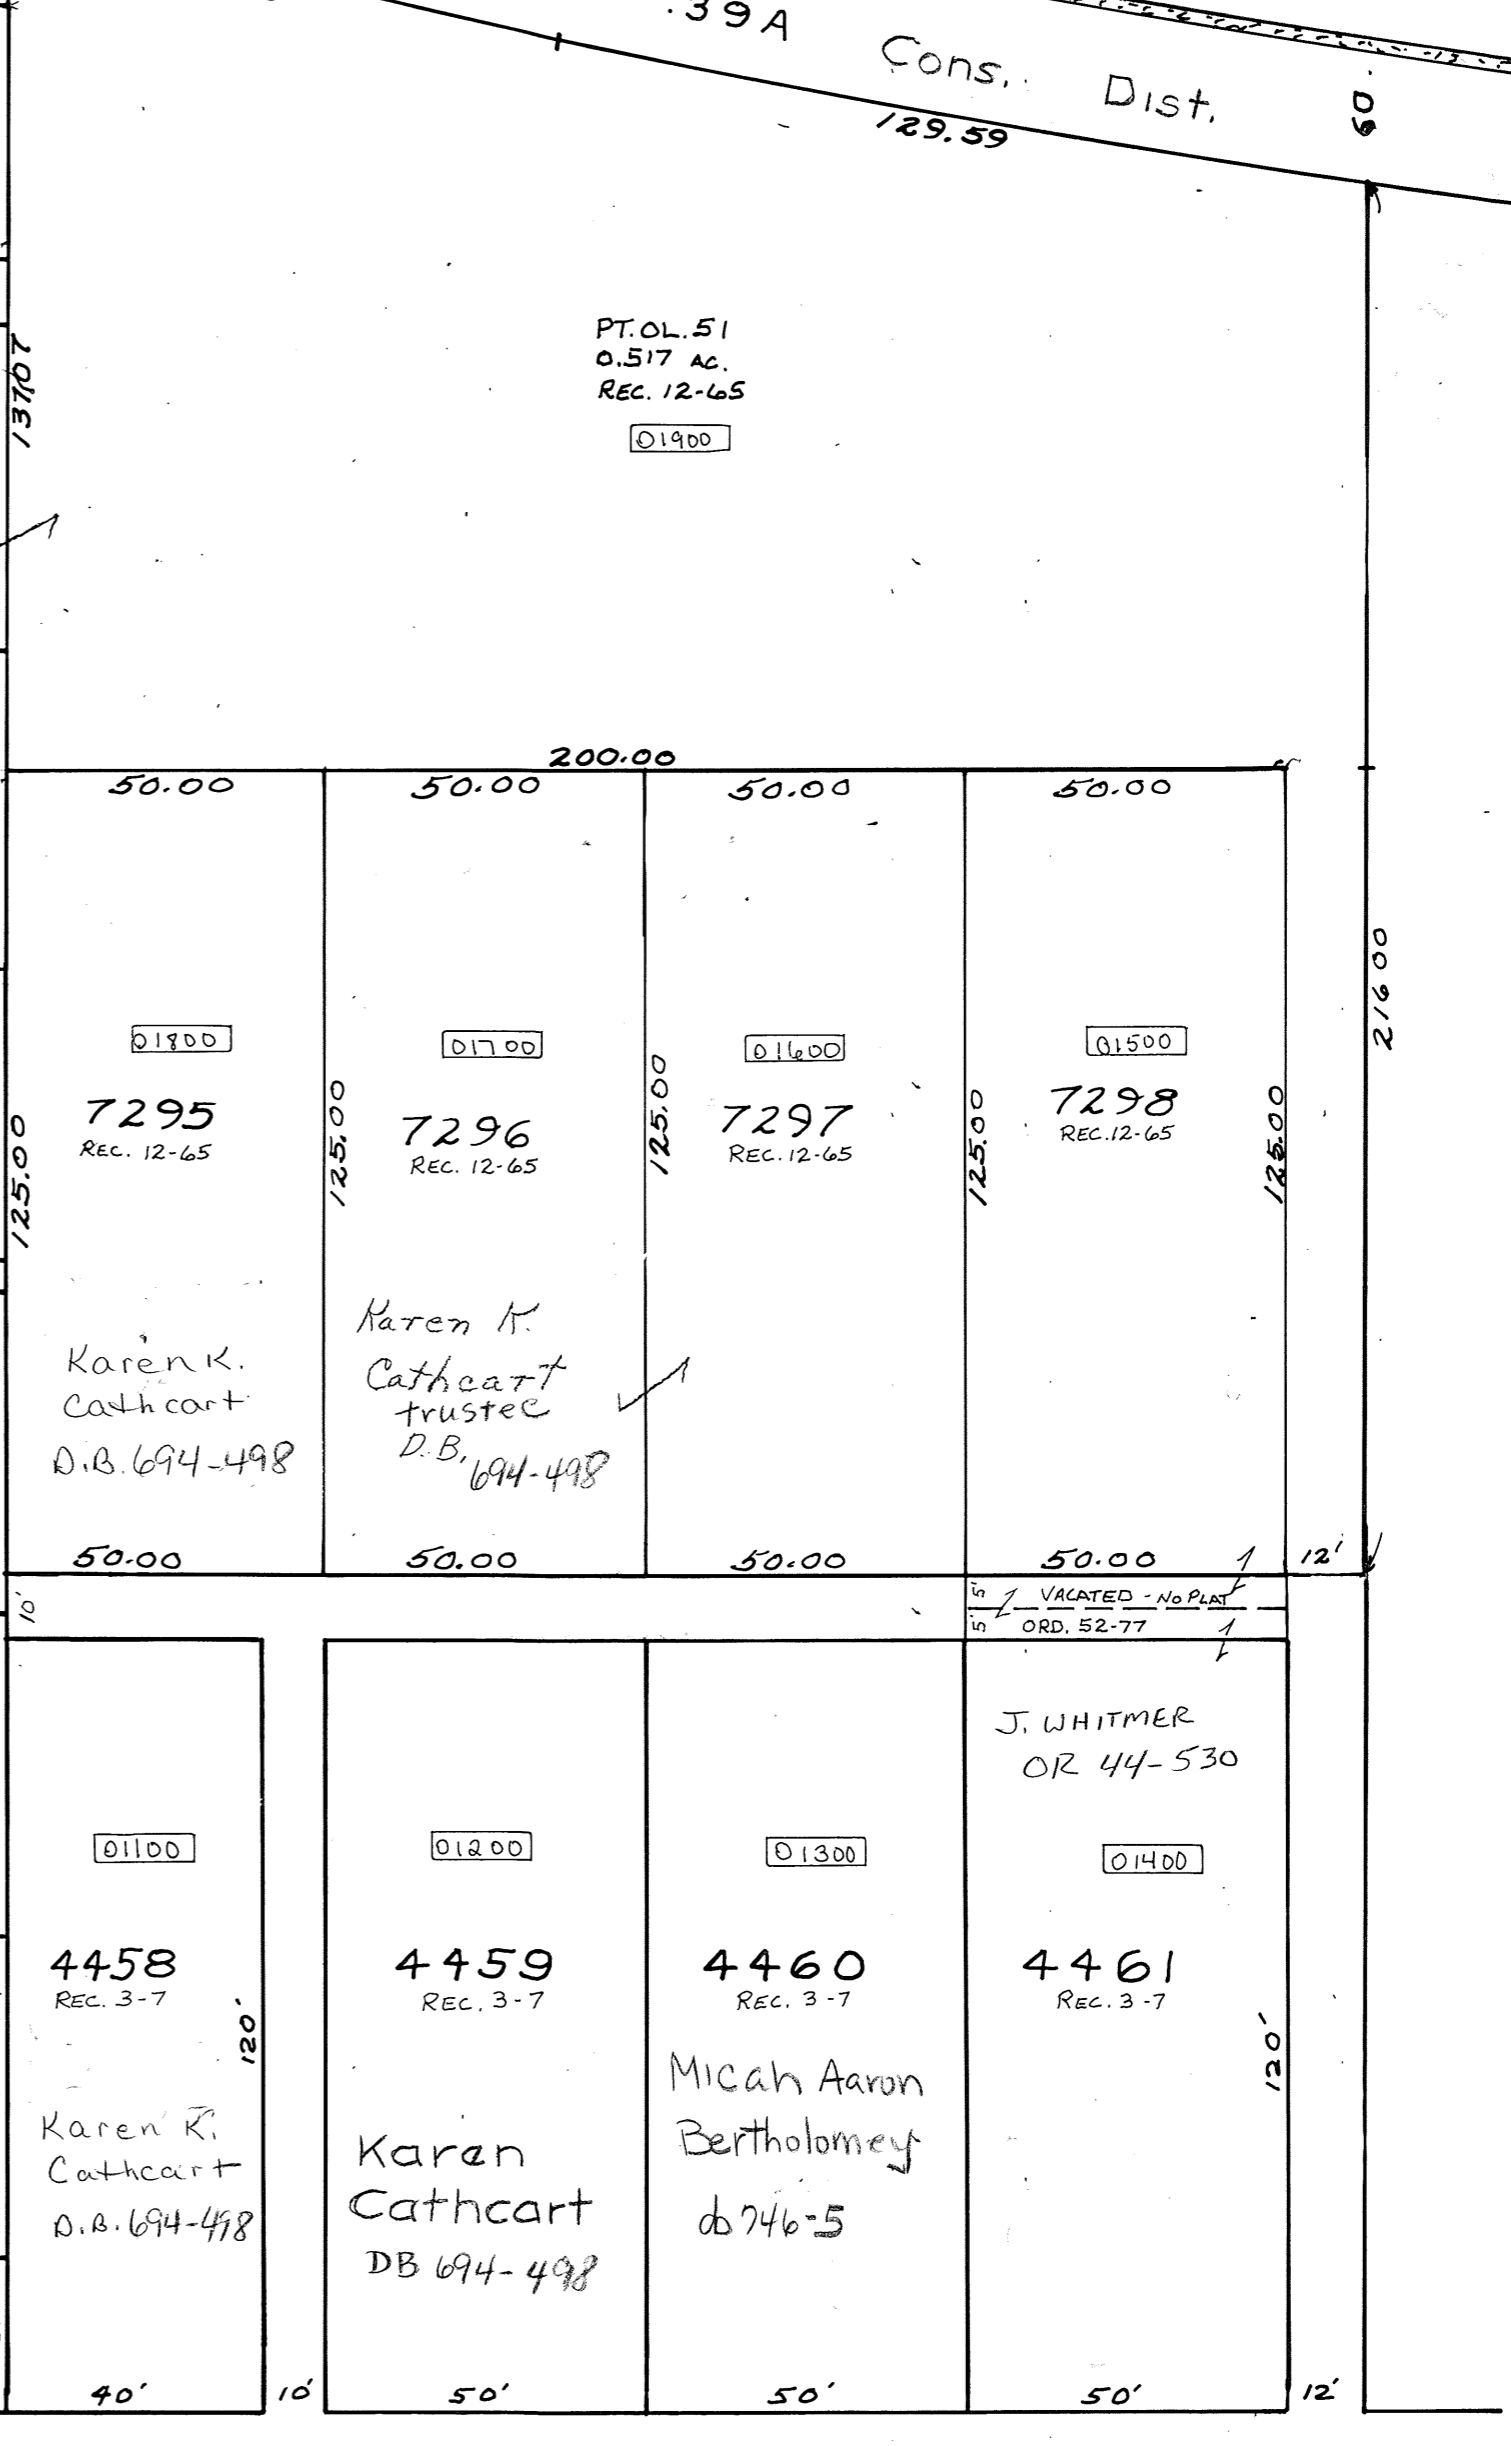 .39A Cons. Dist.
129.59
60
137.07
PT. OL. 51
0.517 AC.
REC. 12-65
01900
200.00
50.00 50.00 50.00 50.00
216 00
01800 01700 01600 01500
7295 7296 7297 7298
REC. 12-65 REC. 12-65 REC. 12-65 REC. 12-65
125.00 125.00 125.00 125.00 125.00
Karen K.
Cathcart
D.B. 694-498
Karen K.
Cathcart
trustee
D.B. 694-498
50.00 50.00 50.00 50.00 12'
10'
5' VACATED - NO PLAT
5' ORD. 52-77
J. WHITMER
OR 44-530
01100 01200 01300 01400
4458 4459 4460 4461
REC. 3-7 REC. 3-7 REC. 3-7 REC. 3-7
120' 120'
Karen K.
Cathcart
D.B. 694-498
Karen
Cathcart
DB 694-498
Micah Aaron
Bertholomey
db 746-5
40' 10' 50' 50' 50' 12'